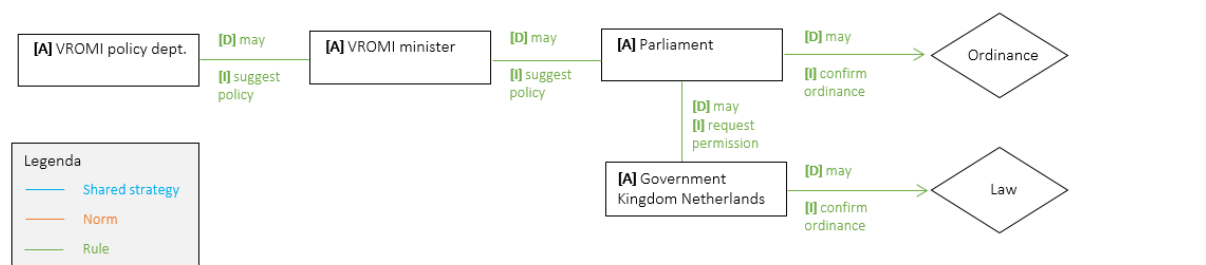 [A] VROMI policy dept.
[D] may
[I] suggest
policy
[A] VROMI minister
[D] may
[I] suggest
policy
[A] Parliament
[D] may
[I] confirm
ordinance
Ordinance
[D] may
[I] request
permission
[A] Government
Kingdom Netherlands
[D] may
[I] confirm
ordinance
Law
Legenda
Shared strategy
Norm
Rule